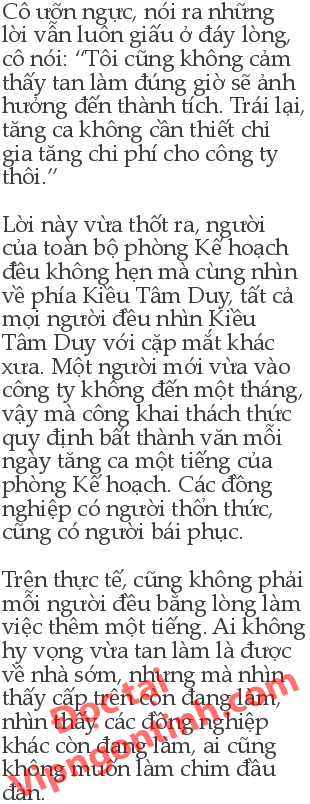 Cô ưỡn ngực, nói ra những
lời vẫn luôn giấu ở đáy lòng,
cô nói: “Tôi cũng không cảm
thấy tan làm đúng giờ sẽ ảnh
hưởng đến thành tích. Trái lại,
tăng ca không cần thiết chỉ
gia tăng chi phí cho công ty
thôi.”
Lời này vừa thốt ra, người
của toàn bộ phòng Kế hoạch
đều không hẹn mà cùng nhìn
về phía Kiều Tâm Duy, tất cả
mọi người đều nhìn Kiều
Tâm Duy với cặp mắt khác
xưa. Một người mới vừa vào
công ty không đến một tháng,
vậy mà công khai thách thức
quy định bất thành văn mỗi
ngày tăng ca một tiếng của
phòng Kế hoạch. Các đồng
nghiệp có người thổn thức,
cũng có người bái phục.
Trên thực tế, cũng không phải
mỗi người đều bằng lòng làm
việc thêm một tiếng. Ai không
hy vọng vừa tan làm là được
về nhà sớm, nhưng mà nhìn
thấy cấp trên còn đang làm,
nhìn thấy các đồng nghiệp
khác còn đang làm, ai cũng
không muốn làm chim đầu
đàn.
Đọc tại
Vipngontinh.com